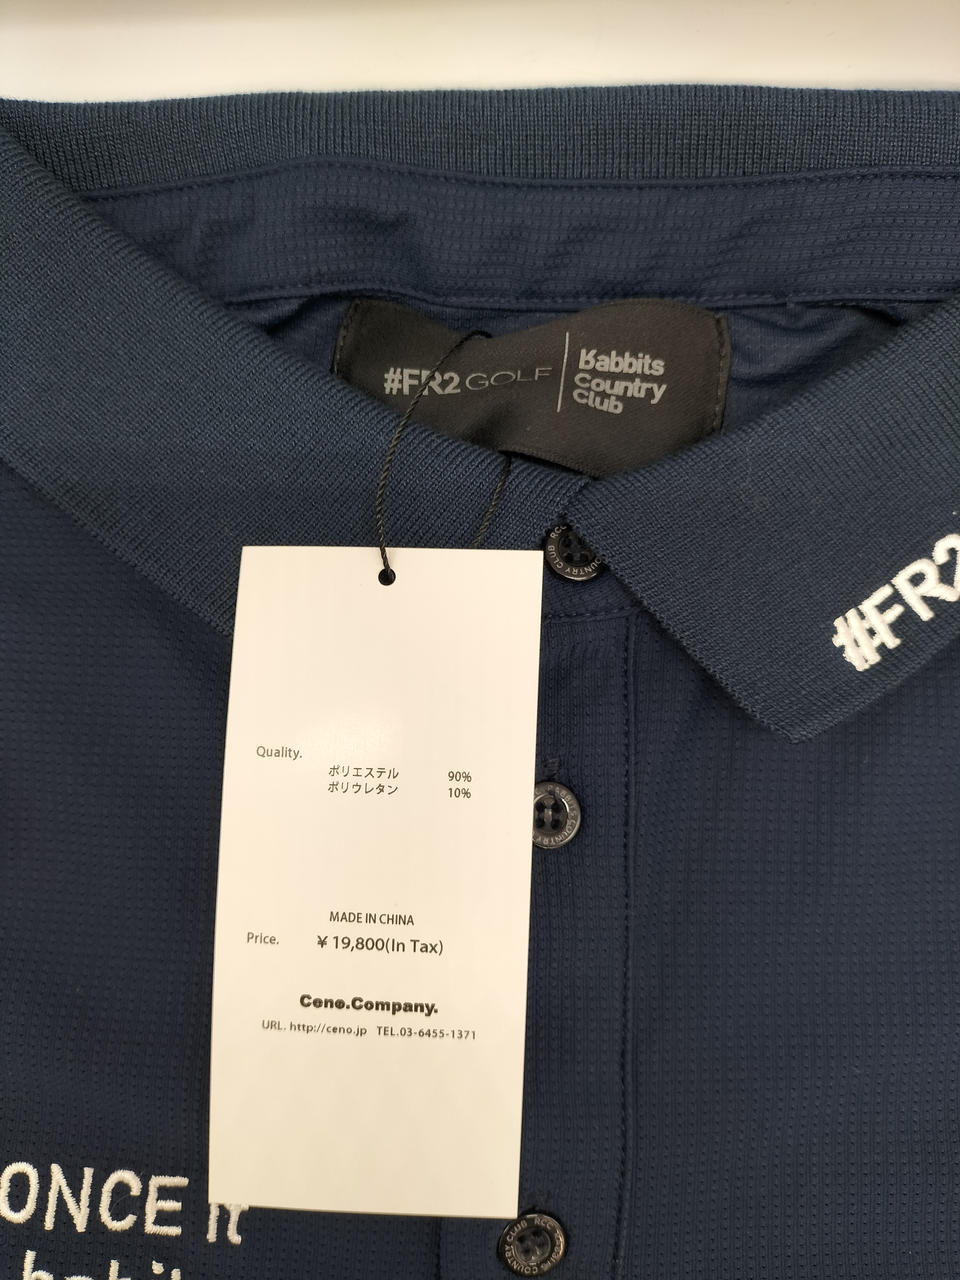 #FR2 GOLF
Rabbits
Country
Club
#FR2
Quality.
ポリエステル 90%
ポリウレタン 10%
MADE IN CHINA
Price. ¥ 19,800(In Tax)
Ceno.Company.
URL. http://ceno.jp TEL.03-6455-1371
ONCE it